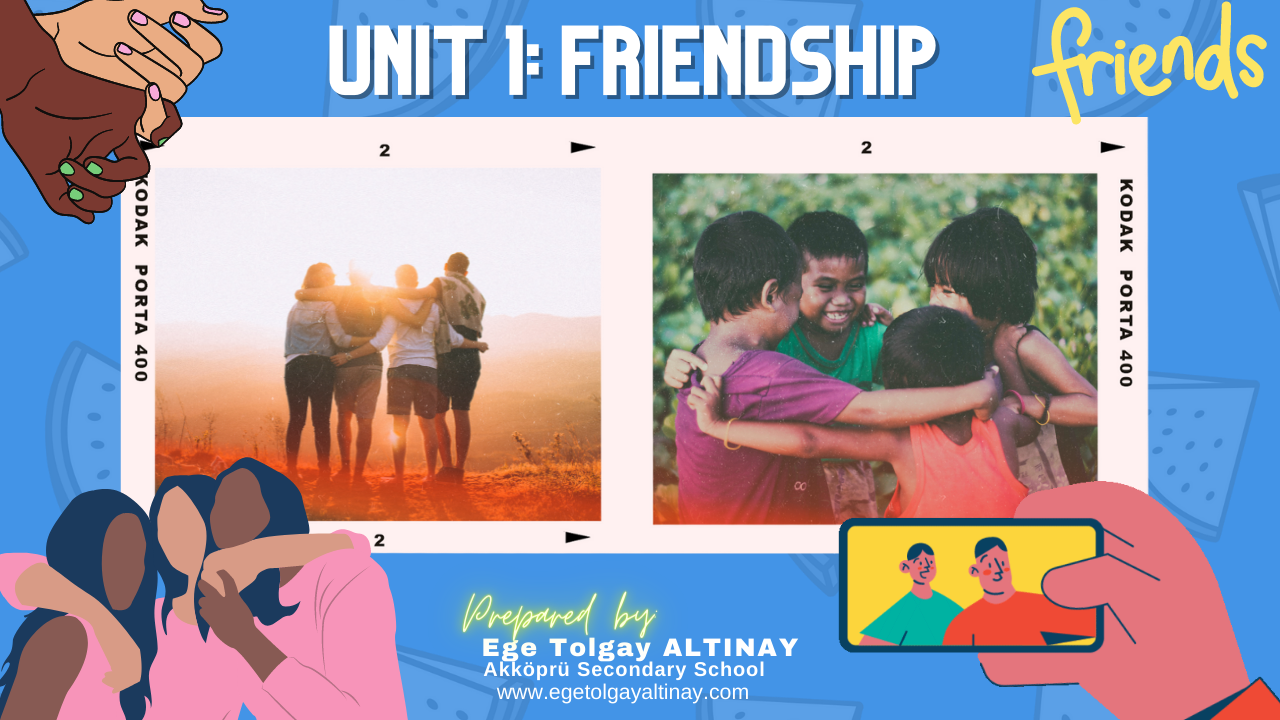 UNIT 1: FRIENDSHIP
friends
2
2
KODAK PORTA 400
KODAK PORTA 400
2
Prepared by:
Ege Tolgay ALTINAY
Akköprü Secondary School
www.egetolgayaltinay.com